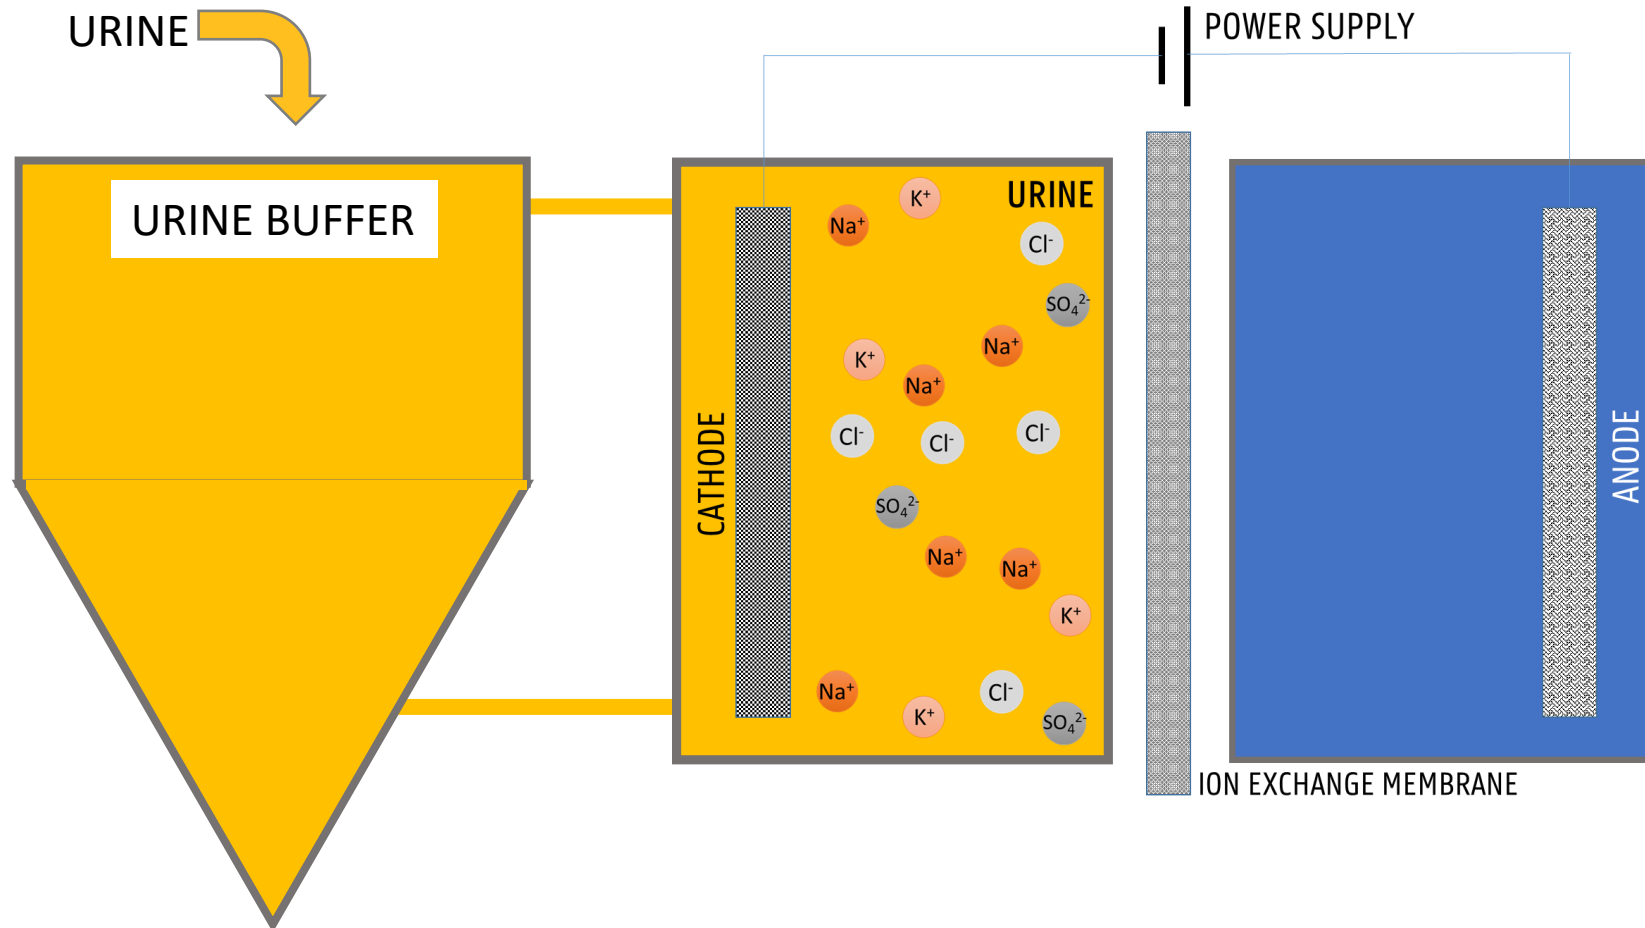 URINE
POWER SUPPLY
URINE BUFFER
URINE
K⁺
Na⁺
Cl⁻
SO₄²⁻
Na⁺
K⁺
Na⁺
Cl⁻
Cl⁻
Cl⁻
SO₄²⁻
Na⁺
Na⁺
K⁺
Na⁺
Cl⁻
K⁺
SO₄²⁻
CATHODE
ANODE
ION EXCHANGE MEMBRANE